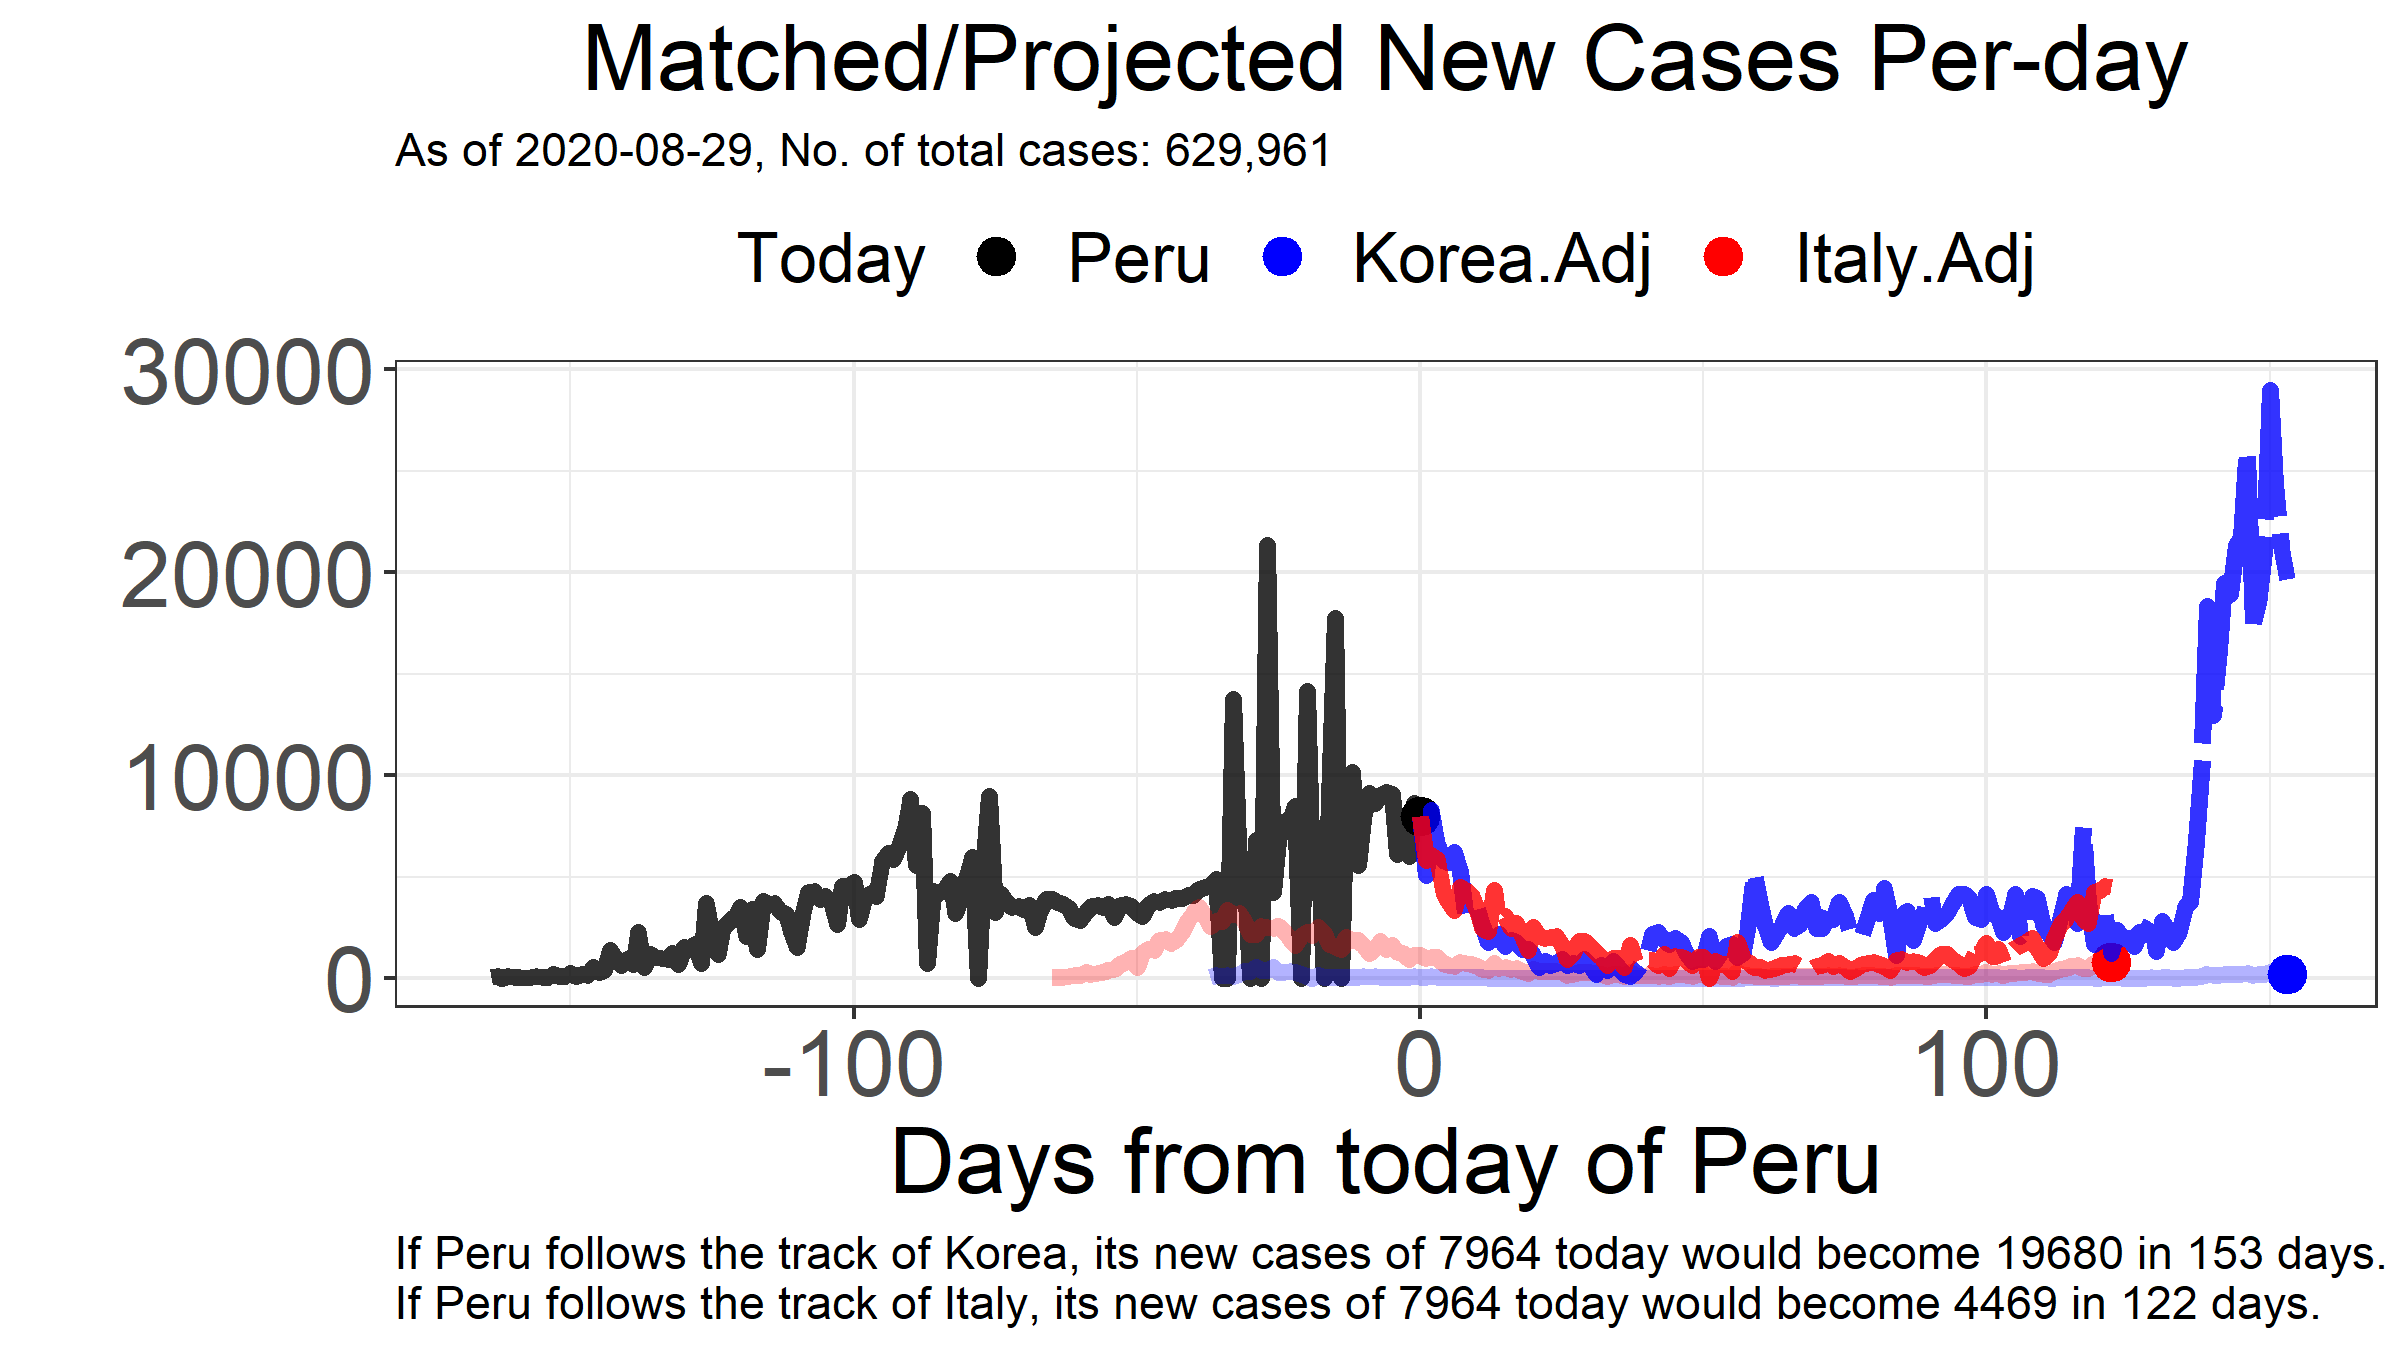 Matched/Projected New Cases Per-day
As of 2020-08-29, No. of total cases: 629,961
Today Peru Korea.Adj Italy.Adj
30000
20000
10000
0
-100 0 100
Days from today of Peru
If Peru follows the track of Korea, its new cases of 7964 today would become 19680 in 153 days.
If Peru follows the track of Italy, its new cases of 7964 today would become 4469 in 122 days.